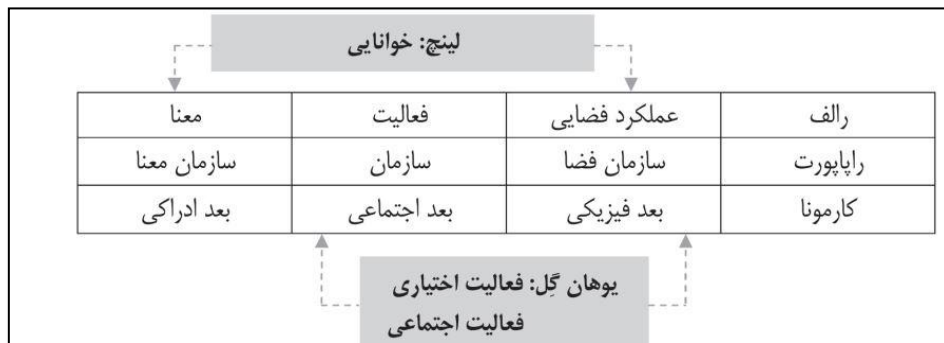 لینچ: خوانایی
رالف عملکرد فضایی فعالیت معنا
راپاپورت سازمان فضا سازمان سازمان معنا
کارمونا بعد فیزیکی بعد اجتماعی بعد ادراکی
یوهان گِل: فعالیت اختیاری
فعالیت اجتماعی